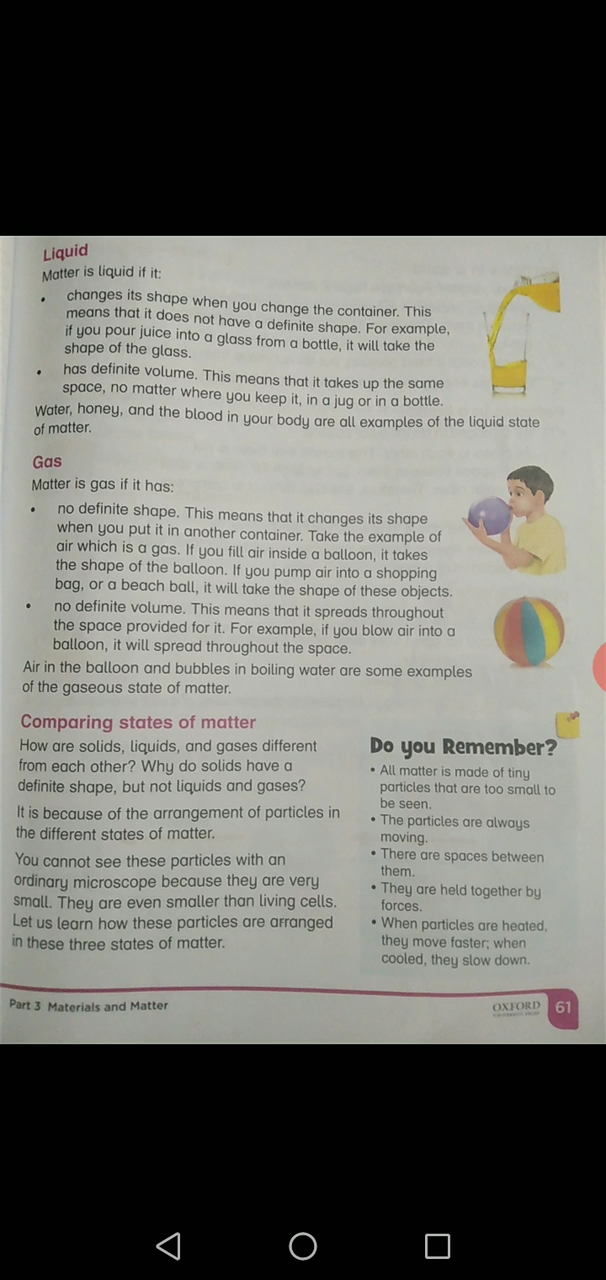 Liquid
Matter is liquid if it:
• changes its shape when you change the container. This
means that it does not have a definite shape. For example,
if you pour juice into a glass from a bottle, it will take the
shape of the glass.
• has definite volume. This means that it takes up the same
space, no matter where you keep it, in a jug or in a bottle.
Water, honey, and the blood in your body are all examples of the liquid state
of matter.
Gas
Matter is gas if it has:
• no definite shape. This means that it changes its shape
when you put it in another container. Take the example of
air which is a gas. If you fill air inside a balloon, it takes
the shape of the balloon. If you pump air into a shopping
bag, or a beach ball, it will take the shape of these objects.
• no definite volume. This means that it spreads throughout
the space provided for it. For example, if you blow air into a
balloon, it will spread throughout the space.
Air in the balloon and bubbles in boiling water are some examples
of the gaseous state of matter.
Comparing states of matter
How are solids, liquids, and gases different
from each other? Why do solids have a
definite shape, but not liquids and gases?
It is because of the arrangement of particles in
the different states of matter.
You cannot see these particles with an
ordinary microscope because they are very
small. They are even smaller than living cells.
Let us learn how these particles are arranged
in these three states of matter.
Do you Remember?
• All matter is made of tiny
particles that are too small to
be seen.
• The particles are always
moving.
• There are spaces between
them.
• They are held together by
forces.
• When particles are heated,
they move faster; when
cooled, they slow down.
Part 3 Materials and Matter
OXFORD
UNIVERSITY PRESS
61